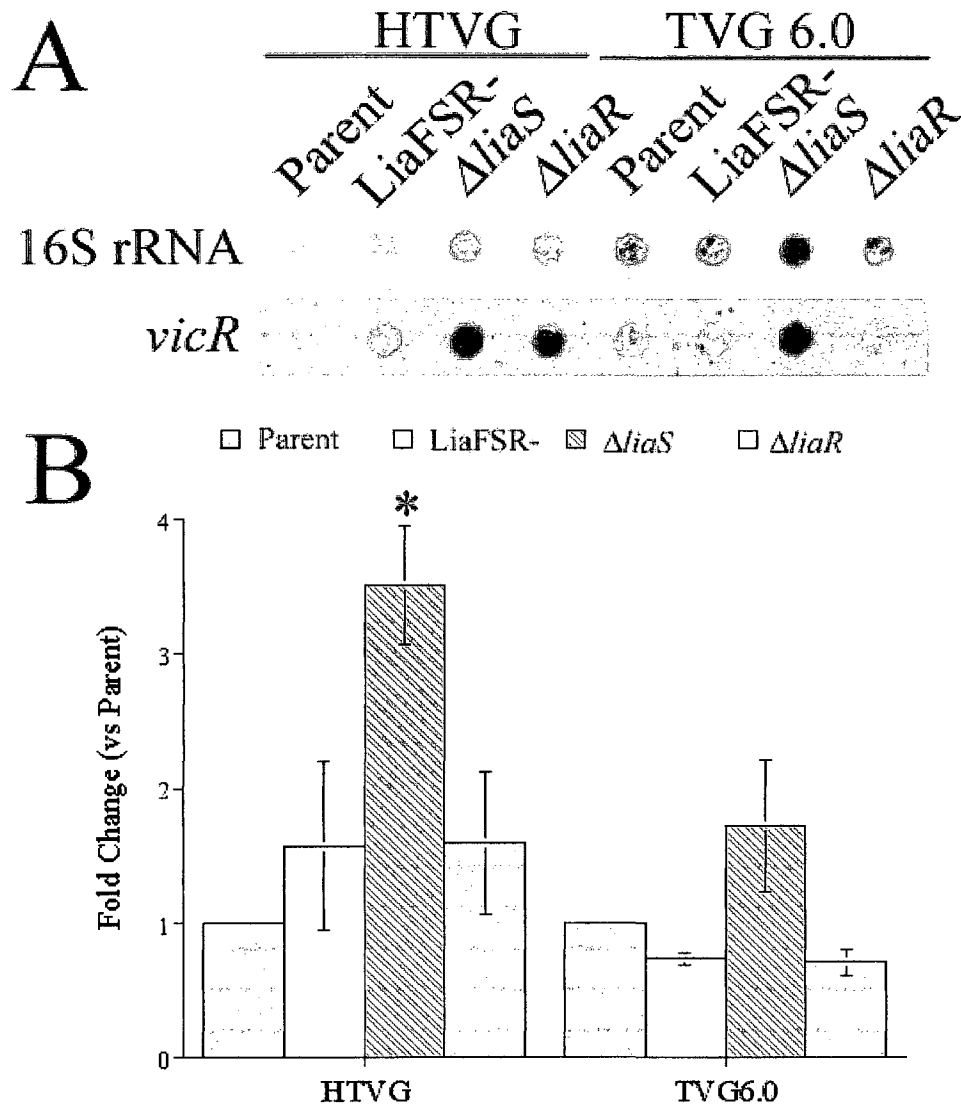 A
HTVG TVG 6.0
Parent LiaFSR- ΔliaS ΔliaR Parent LiaFSR- ΔliaS ΔliaR
16S rRNA
vicR
B
Parent LiaFSR- ΔliaS ΔliaR
*
4
3
2
1
0
Fold Change (vs Parent)
HTVG TVG6.0